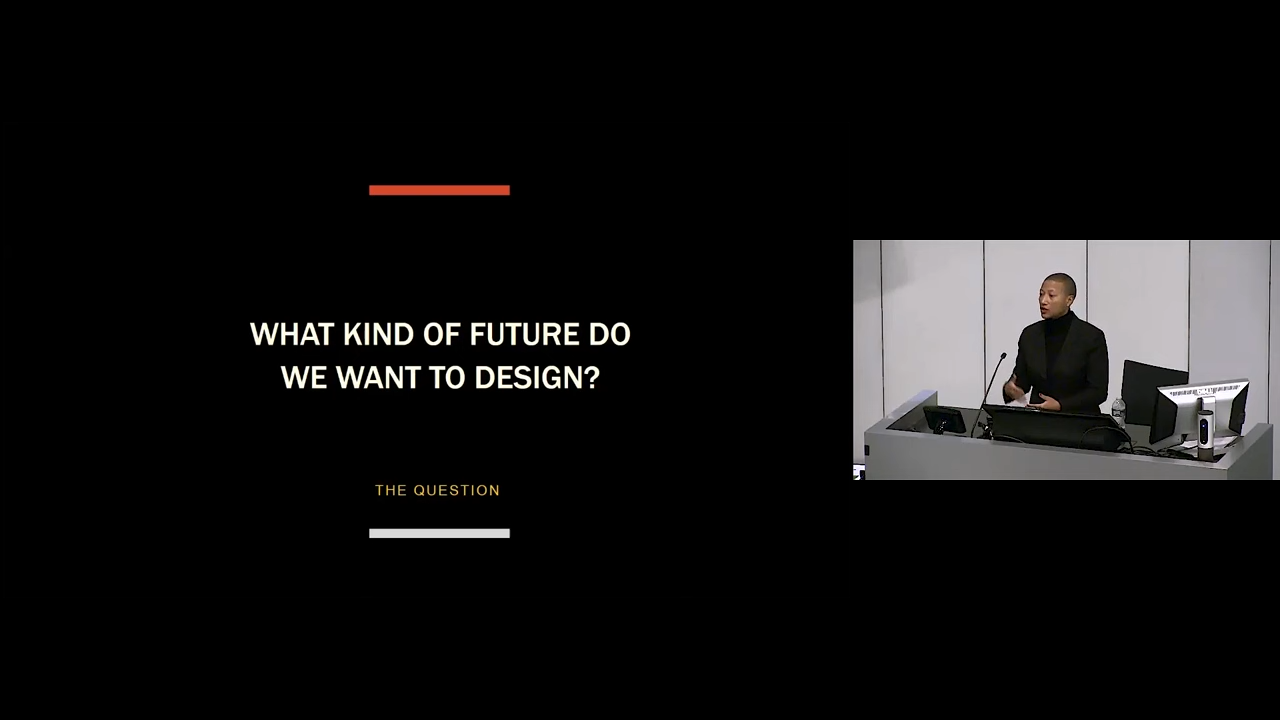 WHAT KIND OF FUTURE DO
WE WANT TO DESIGN?
THE QUESTION